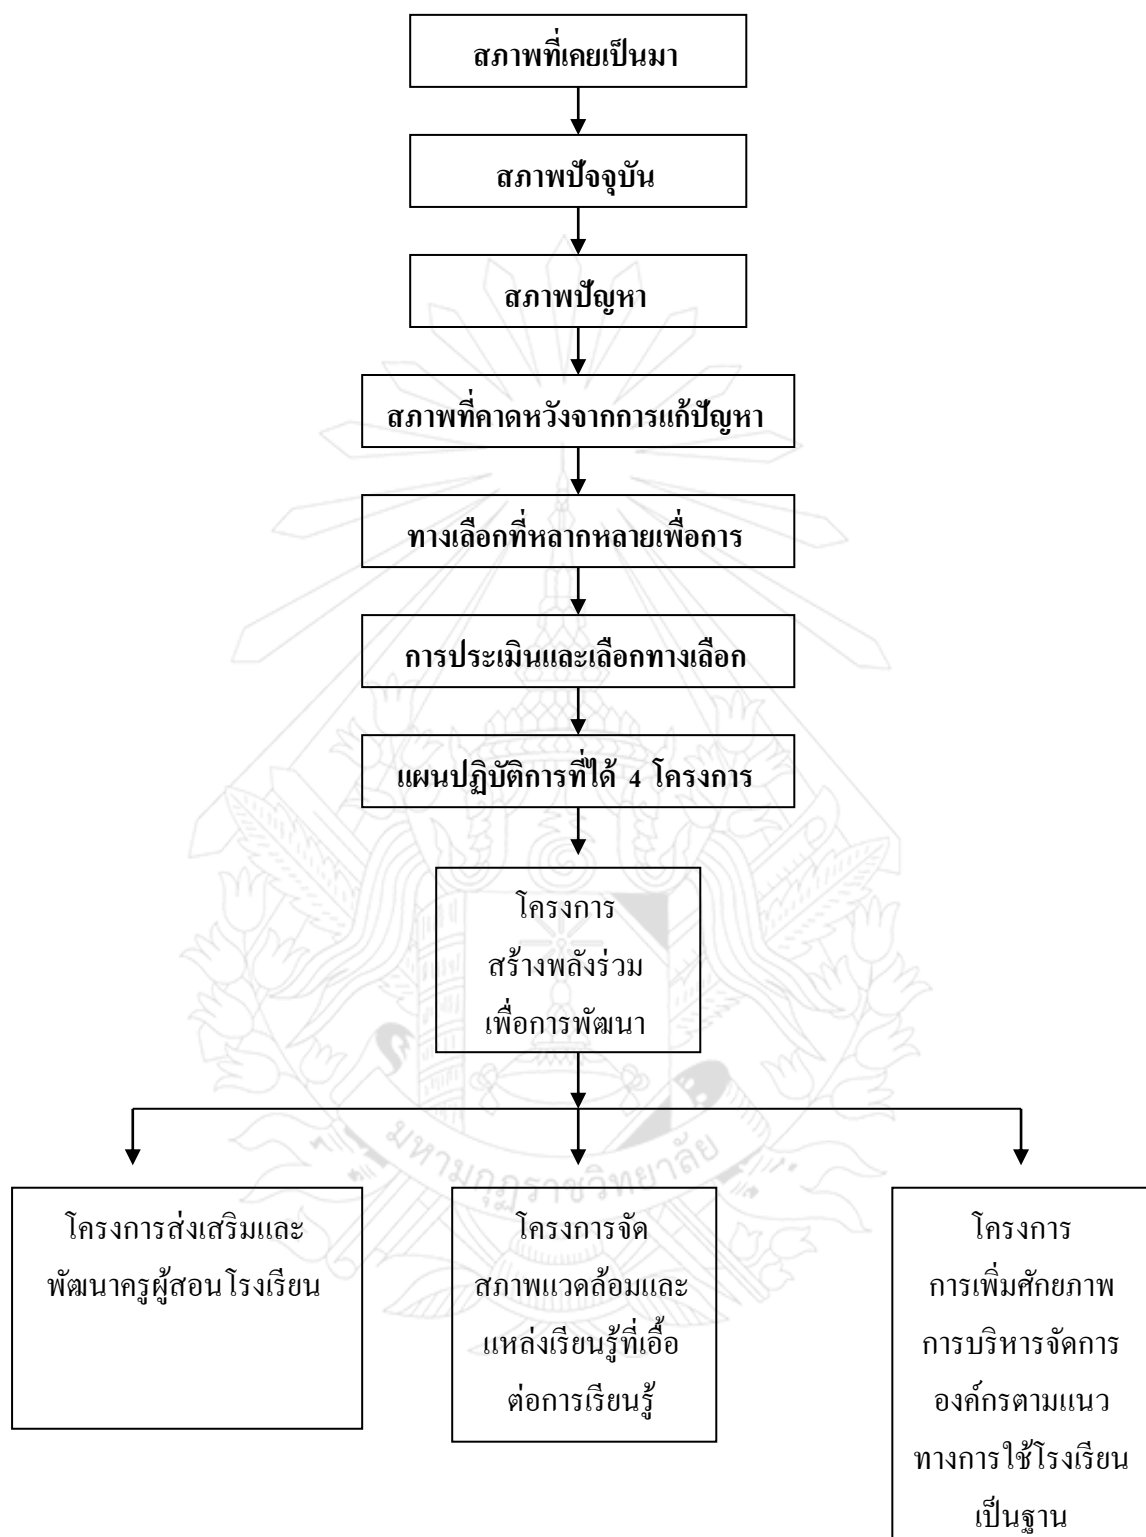 สภาพที่เคยเป็นมา
สภาพปัจจุบัน
สภาพปัญหา
สภาพที่คาดหวังจากการแก้ปัญหา
ทางเลือกที่หลากหลายเพื่อการ
การประเมินและเลือกทางเลือก
แผนปฏิบัติการที่ได้ 4 โครงการ
โครงการ
สร้างพลังร่วม
เพื่อการพัฒนา
มหามกุฏราชวิทยาลัย
โครงการส่งเสริมและ
พัฒนาครูผู้สอนโรงเรียน
โครงการจัด
สภาพแวดล้อมและ
แหล่งเรียนรู้ที่เอื้อ
ต่อการเรียนรู้
โครงการ
การเพิ่มศักยภาพ
การบริหารจัดการ
องค์กรตามแนว
ทางการใช้โรงเรียน
เป็นฐาน